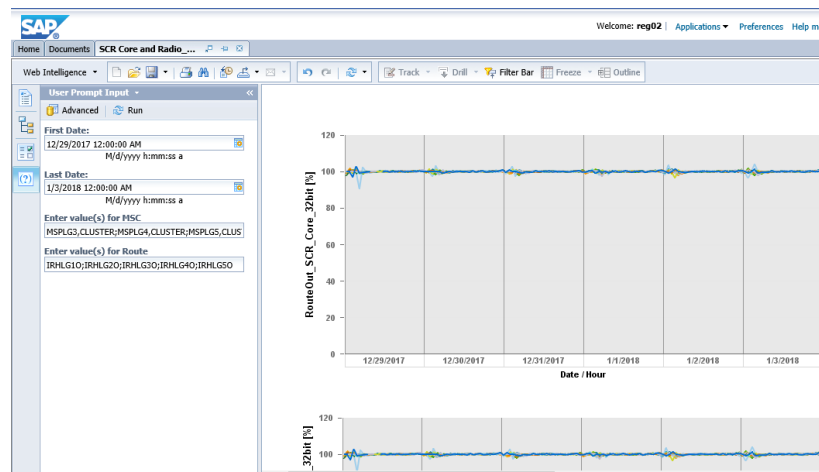 SAP
Welcome: reg02 | Applications Preferences Help m
Home Documents SCR Core and Radio_...
Web Intelligence Track Drill Filter Bar Freeze Outline
User Prompt Input «
Advanced Run
First Date:
12/29/2017 12:00:00 AM
M/d/yyyy h:mm:ss a
Last Date:
1/3/2018 12:00:00 AM
M/d/yyyy h:mm:ss a
Enter value(s) for MSC
MSPLG3,CLUSTER;MSPLG4,CLUSTER;MSPLG5,CLUS
Enter value(s) for Route
IRHLG1O;IRHLG2O;IRHLG3O;IRHLG4O;IRHLG5O
RouteOut_SCR_Core_32bit [%]
120
100
80
60
40
20
0
12/29/2017 12/30/2017 12/31/2017 1/1/2018 1/2/2018 1/3/2018
Date / Hour
_32bit [%]
120
100